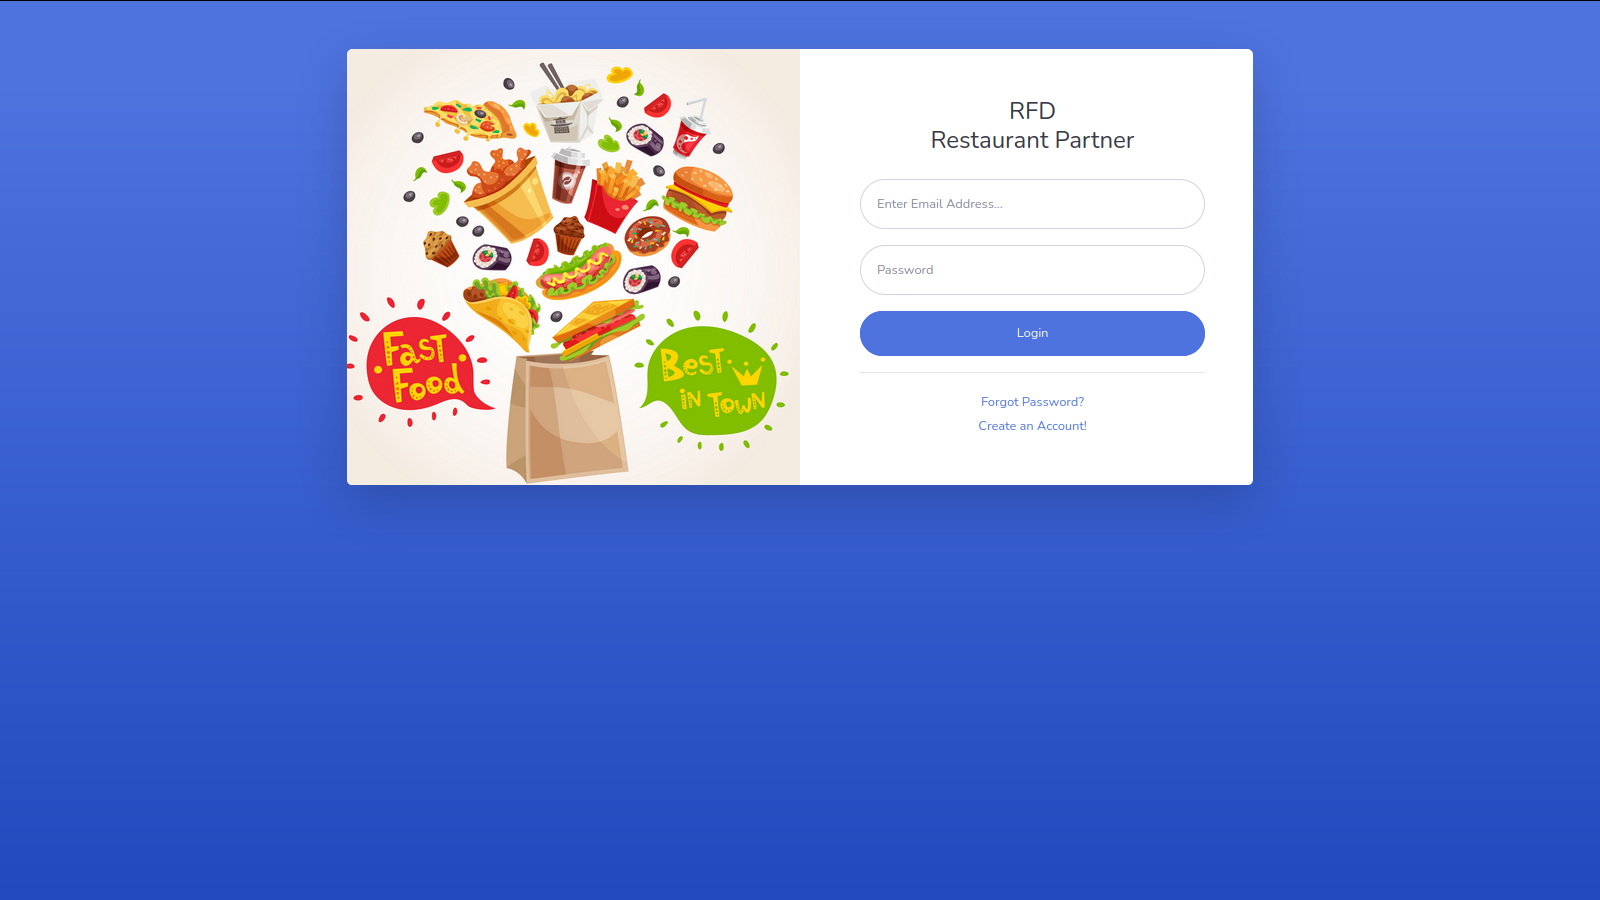 Fast
Food
Best
in Town
RFD
Restaurant Partner
Enter Email Address...
Password
Login
Forgot Password?
Create an Account!